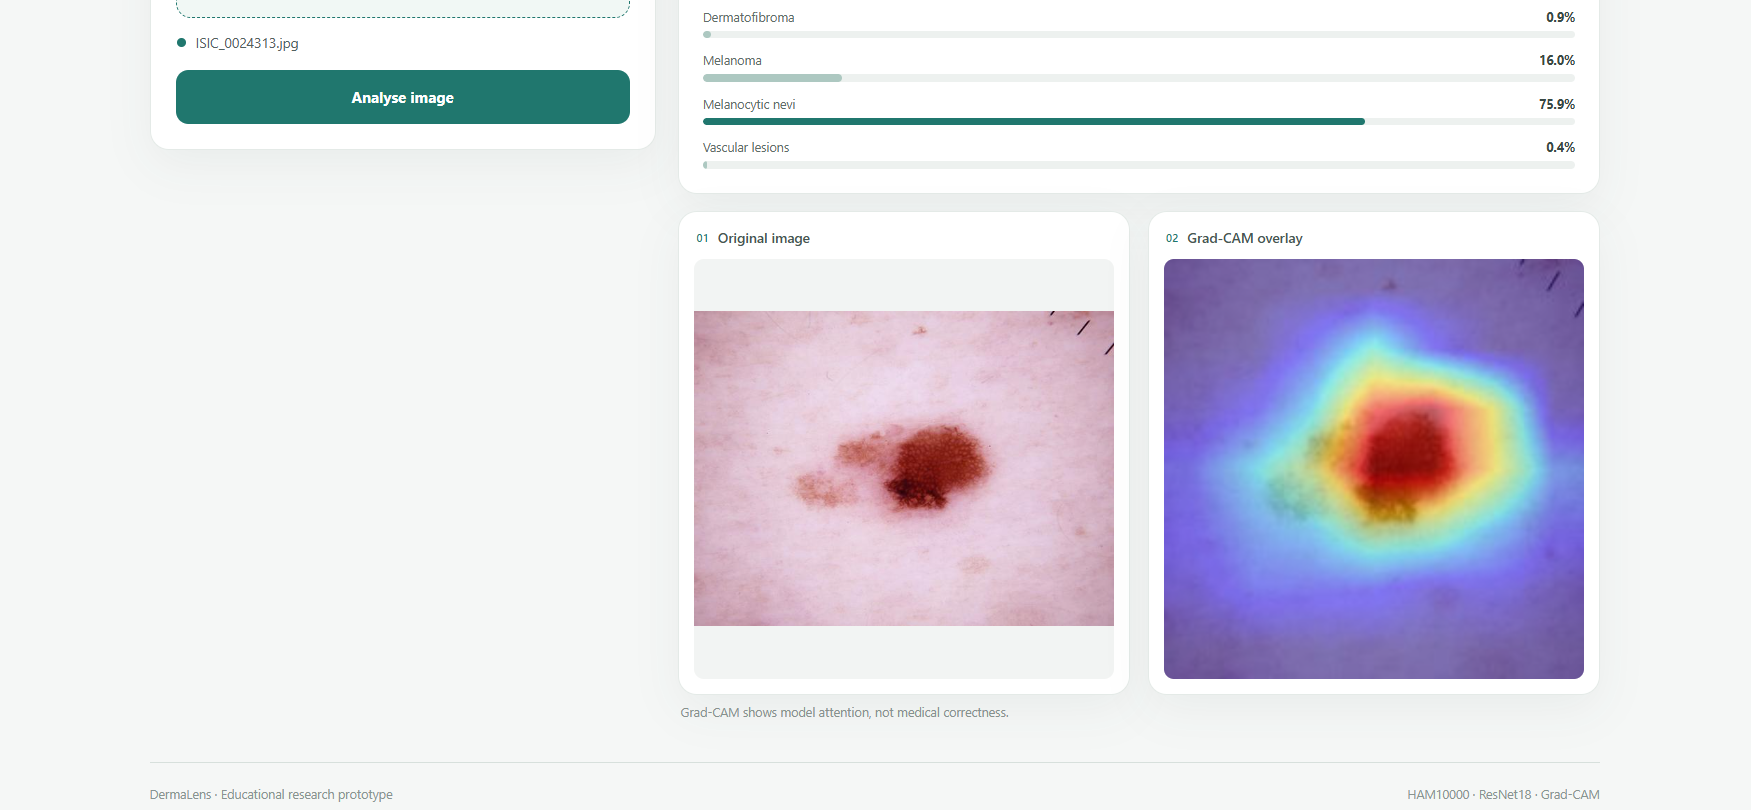 ISIC_0024313.jpg
Analyse image
Dermatofibroma 0.9%
Melanoma 16.0%
Melanocytic nevi 75.9%
Vascular lesions 0.4%
01 Original image
02 Grad-CAM overlay
Grad-CAM shows model attention, not medical correctness.
DermaLens · Educational research prototype
HAM10000 · ResNet18 · Grad-CAM